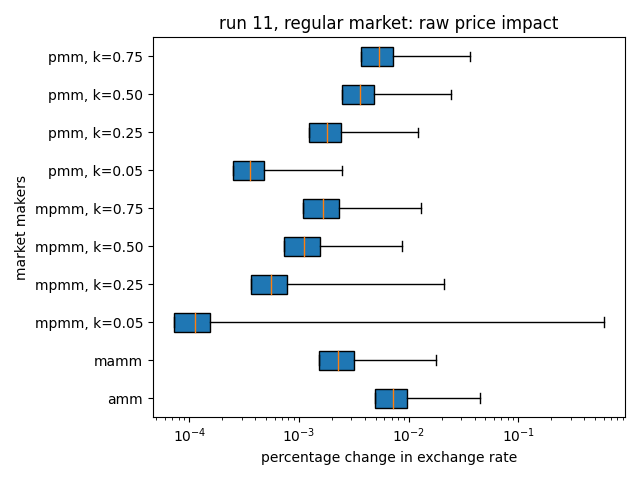 run 11, regular market: raw price impact
pmm, k=0.75
pmm, k=0.50
pmm, k=0.25
pmm, k=0.05
mpmm, k=0.75
mpmm, k=0.50
mpmm, k=0.25
mpmm, k=0.05
mamm
amm
market makers
10⁻⁴ 10⁻³ 10⁻² 10⁻¹
percentage change in exchange rate